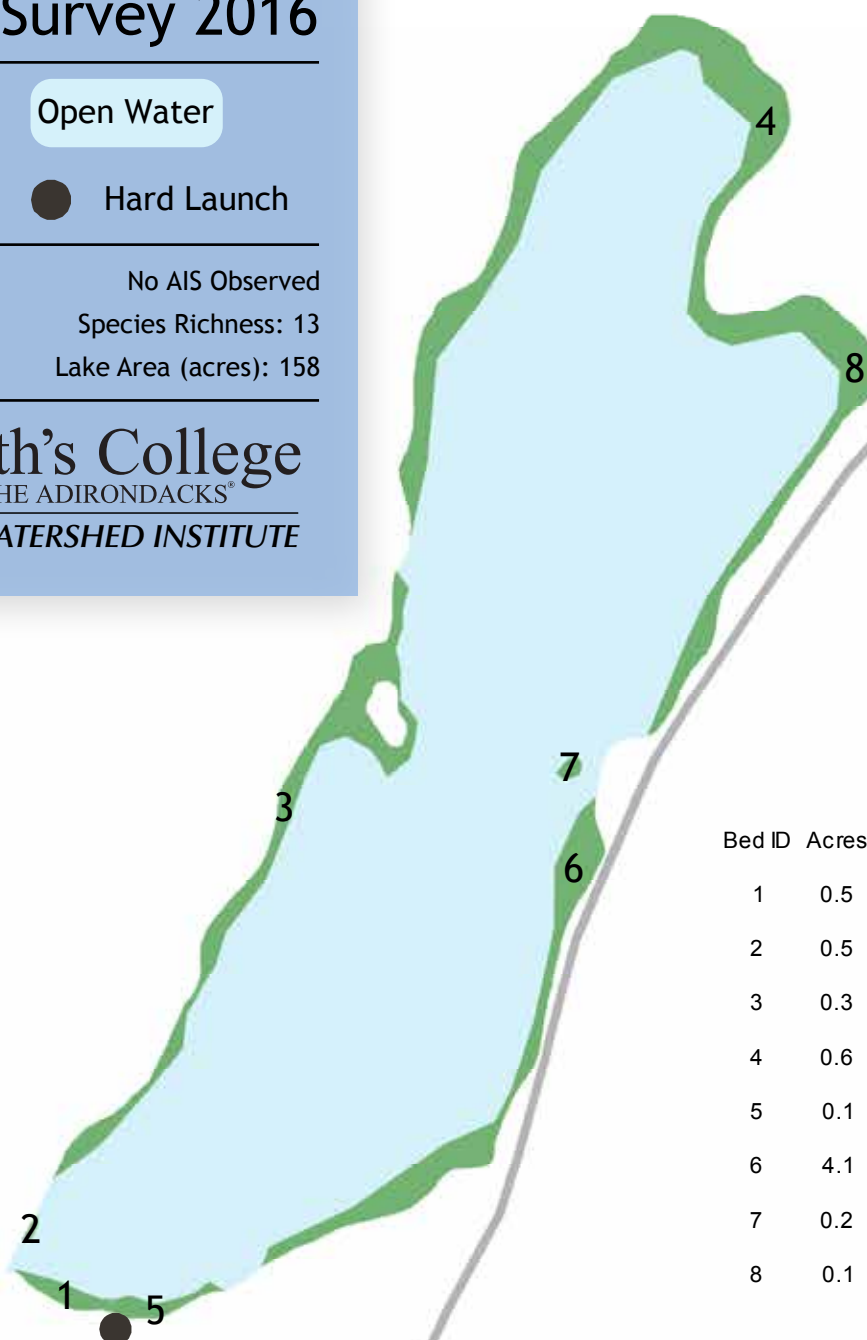 Survey 2016
Open Water
Hard Launch
No AIS Observed
Species Richness: 13
Lake Area (acres): 158
th's College
HE ADIRONDACKS®
ATERSHED INSTITUTE
4
8
7
3
6
2
1
5
Bed ID Acres
1 0.5
2 0.5
3 0.3
4 0.6
5 0.1
6 4.1
7 0.2
8 0.1